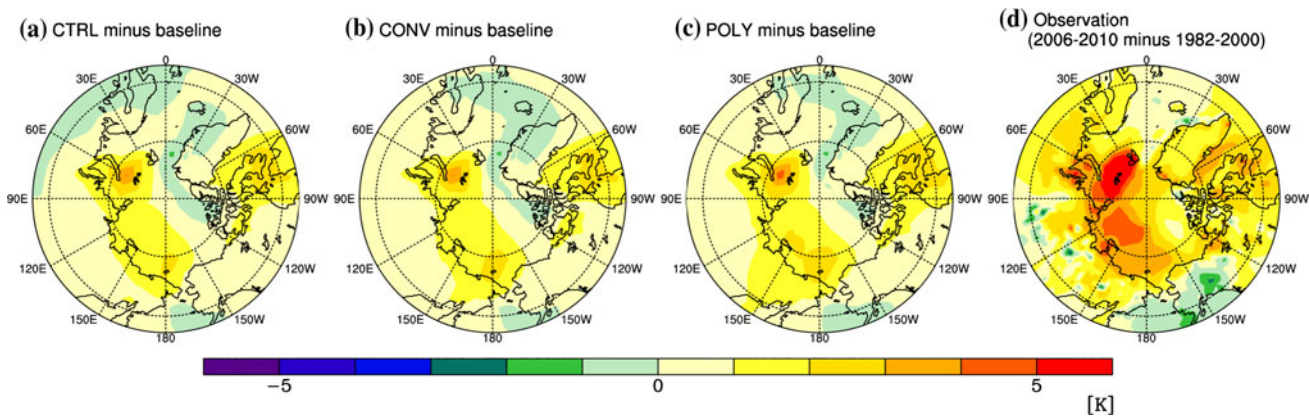 (a) CTRL minus baseline
(b) CONV minus baseline
(c) POLY minus baseline
(d) Observation
(2006-2010 minus 1982-2000)
0
30E
30W
60E
60W
90E
90W
120E
120W
150E
150W
180
0
30E
30W
60E
60W
90E
90W
120E
120W
150E
150W
180
0
30E
30W
60E
60W
90E
90W
120E
120W
150E
150W
180
0
30E
30W
60E
60W
90E
90W
120E
120W
150E
150W
180
−5
0
5
[K]